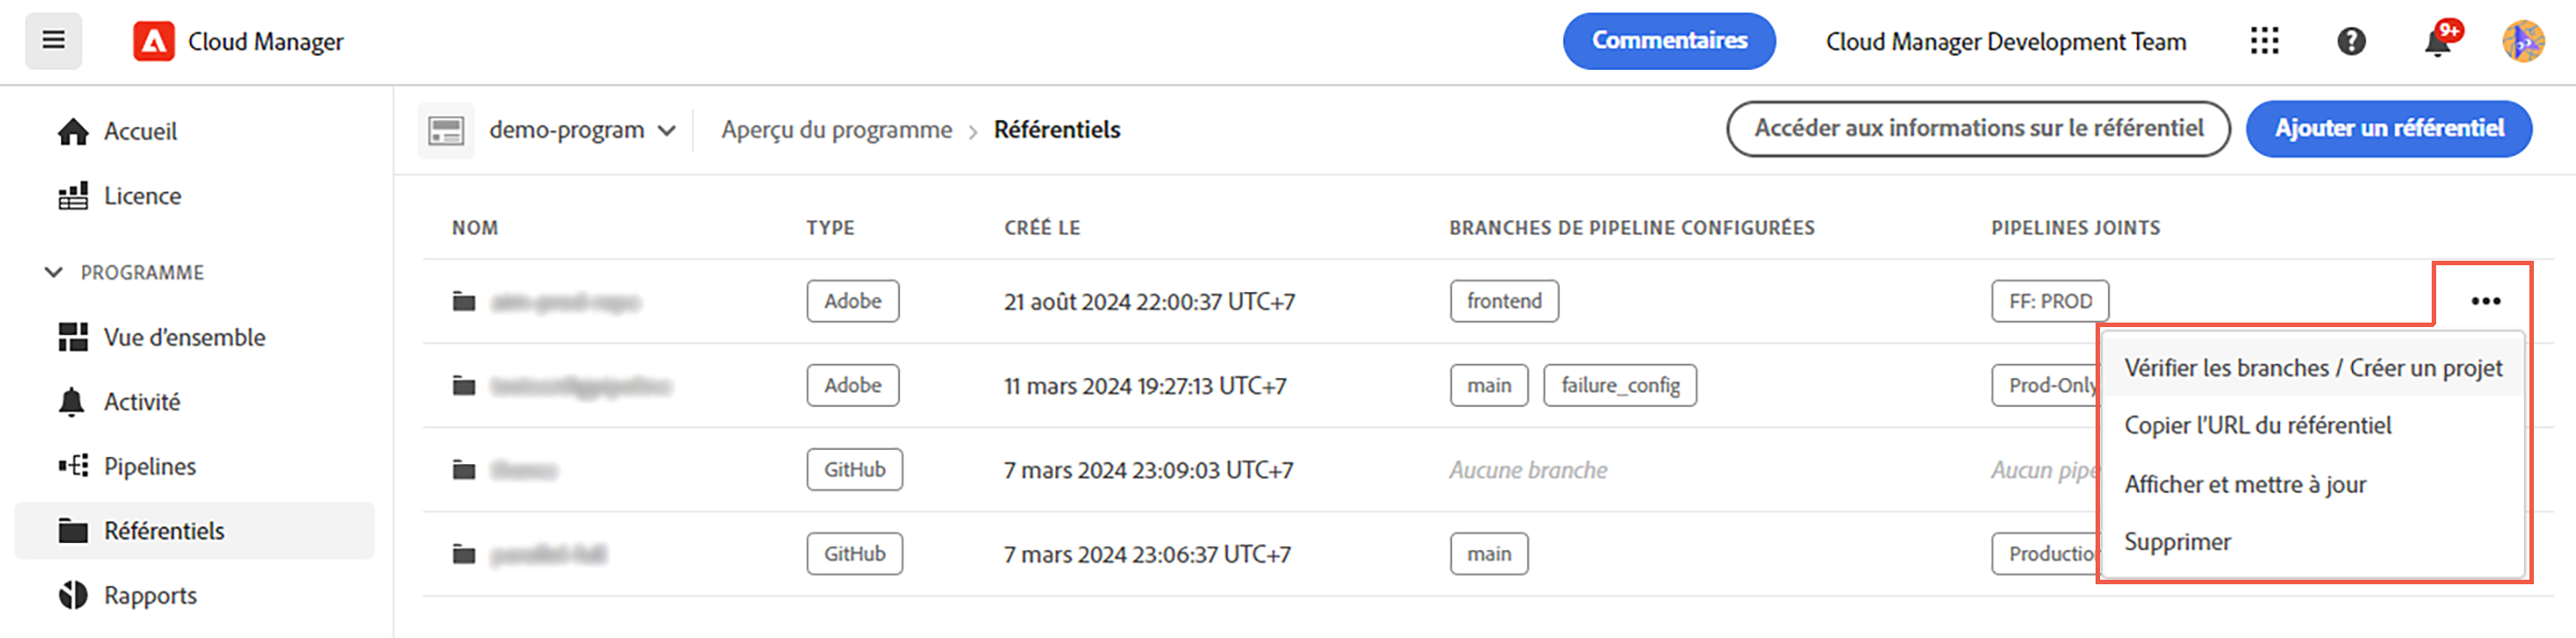 Cloud Manager
Commentaires
Cloud Manager Development Team
9+
Accueil
Licence
PROGRAMME
Vue d'ensemble
Activité
Pipelines
Référentiels
Rapports
demo-program
Aperçu du programme > Référentiels
Accéder aux informations sur le référentiel
Ajouter un référentiel
NOM TYPE CRÉÉ LE BRANCHES DE PIPELINE CONFIGURÉES PIPELINES JOINTS
Adobe 21 août 2024 22:00:37 UTC+7 frontend FF: PROD
Adobe 11 mars 2024 19:27:13 UTC+7 main failure_config Prod-Only
GitHub 7 mars 2024 23:09:03 UTC+7 Aucune branche Aucun pipe
GitHub 7 mars 2024 23:06:37 UTC+7 main Production
Vérifier les branches / Créer un projet
Copier l'URL du référentiel
Afficher et mettre à jour
Supprimer